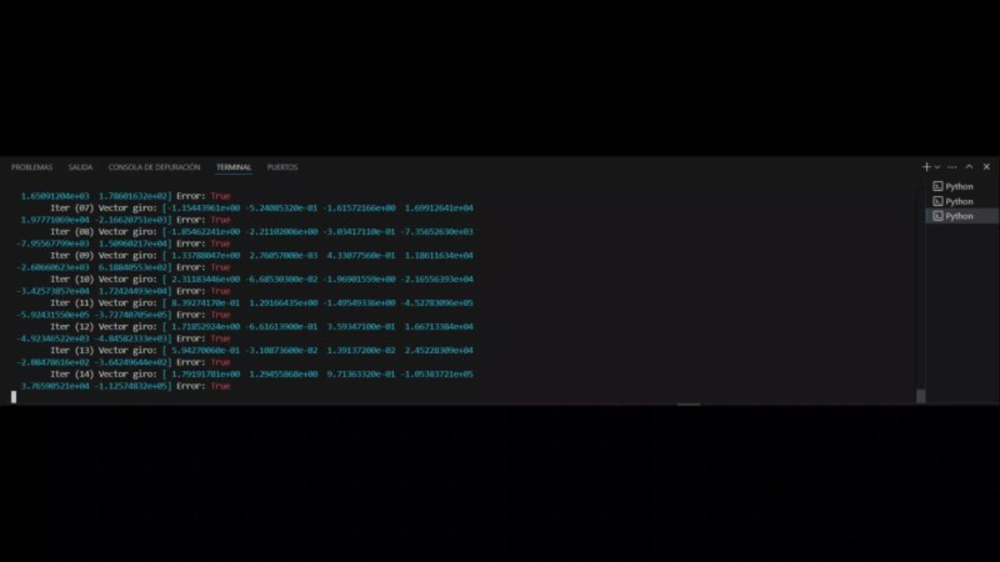 PROBLEMAS SALIDA CONSOLA DE DEPURACIÓN TERMINAL PUERTOS
Python
Python
Python
1.65091204e+03 1.78601632e+02] Error: True
Iter (07) Vector giro: [-1.15443961e+00 -5.24085320e-01 -1.61572166e+00 1.69912641e+04
1.97771069e+04 -2.16620751e+03] Error: True
Iter (08) Vector giro: [-1.85462241e+00 -2.21102006e+00 -3.03417110e-01 -7.35652630e+03
-7.95567799e+03 1.50960217e+04] Error: True
Iter (09) Vector giro: [ 1.33788047e+00 2.76057000e-03 4.33077560e-01 1.18611634e+04
-2.60660623e+03 6.18840553e+02] Error: True
Iter (10) Vector giro: [ 2.31183446e+00 -6.68530300e-02 -1.96901559e+00 -2.16556393e+04
-3.42573857e+04 1.72424493e+04] Error: True
Iter (11) Vector giro: [ 8.39274170e-01 1.29166435e+00 -1.49549336e+00 -4.52783096e+05
-5.92431550e+05 -3.72740705e+05] Error: True
Iter (12) Vector giro: [ 1.71852924e+00 -6.61613900e-01 3.59347100e-01 1.66713384e+04
-4.92346522e+03 -4.84582333e+03] Error: True
Iter (13) Vector giro: [ 5.94270060e-01 -3.10873600e-02 1.39137200e-02 2.45228309e+04
-2.08478616e+02 -3.64249644e+02] Error: True
Iter (14) Vector giro: [ 1.79191781e+00 1.29455868e+00 9.71363320e-01 -1.05383721e+05
3.76590521e+04 -1.12574832e+05] Error: True